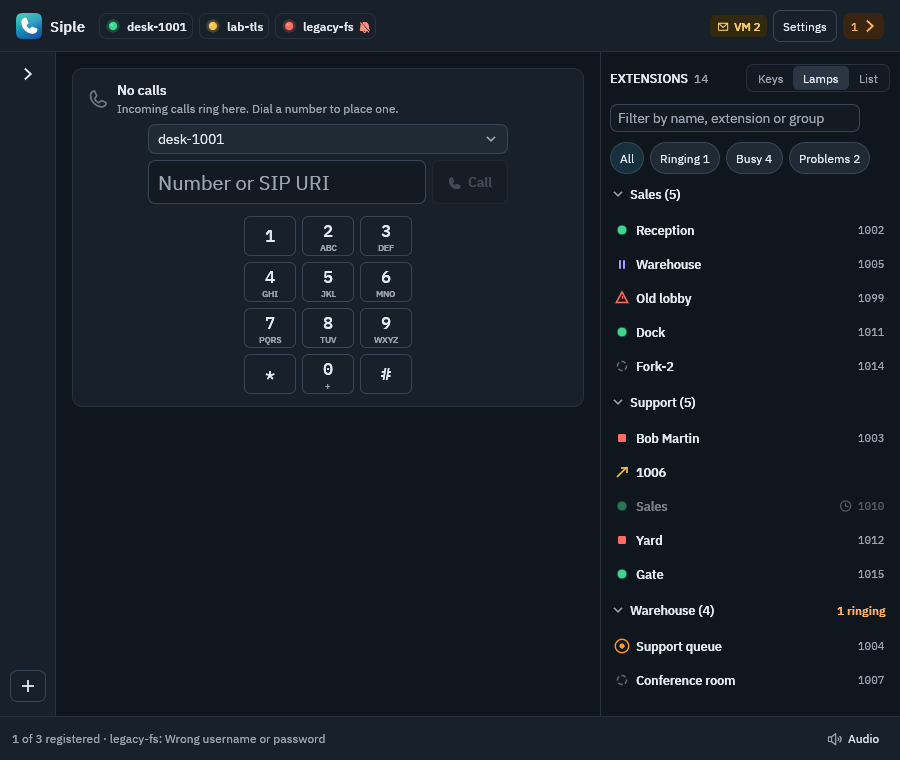 Siple
desk-1001
lab-tls
legacy-fs
VM 2
Settings
1
No calls
Incoming calls ring here. Dial a number to place one.
desk-1001
Number or SIP URI
Call
1
2
ABC
3
DEF
4
GHI
5
JKL
6
MNO
7
PQRS
8
TUV
9
WXYZ
*
0
+
#
EXTENSIONS 14
Keys
Lamps
List
Filter by name, extension or group
All
Ringing 1
Busy 4
Problems 2
Sales (5)
Reception 1002
Warehouse 1005
Old lobby 1099
Dock 1011
Fork-2 1014
Support (5)
Bob Martin 1003
1006
Sales 1010
Yard 1012
Gate 1015
Warehouse (4) 1 ringing
Support queue 1004
Conference room 1007
+
1 of 3 registered · legacy-fs: Wrong username or password
Audio